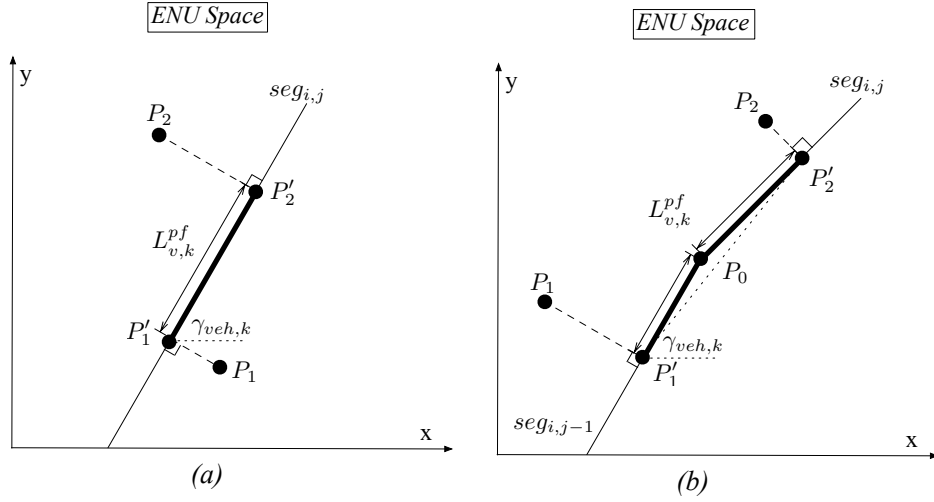 ENU Space
y
seg_{i,j}
P_2
P'_2
L^{pf}_{v,k}
P'_1
γ_{veh,k}
P_1
x
(a)
ENU Space
y
seg_{i,j}
P_2
P'_2
L^{pf}_{v,k}
P_0
P_1
γ_{veh,k}
P'_1
seg_{i,j-1}
x
(b)